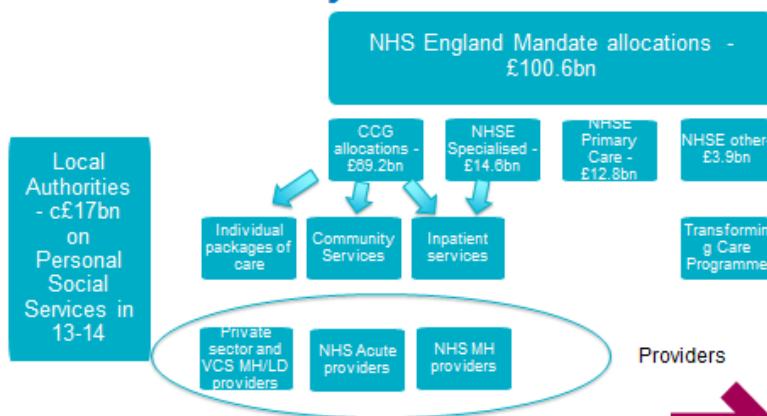 NHS England Mandate allocations -
£100.6bn
CCG
allocations -
£69.2bn
NHSE
Specialised -
£14.6bn
NHSE
Primary
Care -
£12.8bn
NHSE other-
£3.9bn
Local
Authorities
- c£17bn
on
Personal
Social
Services in
13-14
Individual
packages of
care
Community
Services
Inpatient
services
Transformin
g Care
Programme
Private
sector and
VCS MH/LD
providers
NHS Acute
providers
NHS MH
providers
Providers